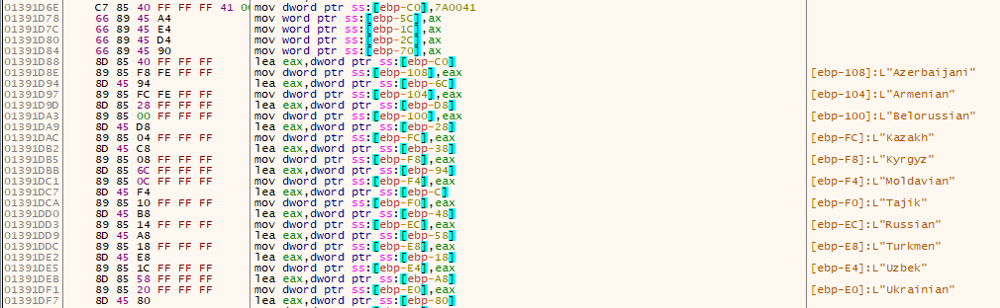 01391D6E C7 85 40 FF FF FF 41 00 mov dword ptr ss:[ebp-C0],7A0041
01391D78 66 89 45 A4 mov word ptr ss:[ebp-5C],ax
01391D7C 66 89 45 E4 mov word ptr ss:[ebp-1C],ax
01391D80 66 89 45 D4 mov word ptr ss:[ebp-2C],ax
01391D84 66 89 45 90 mov word ptr ss:[ebp-70],ax
01391D88 8D 85 40 FF FF FF lea eax,dword ptr ss:[ebp-C0]
01391D8E 89 85 F8 FE FF FF mov dword ptr ss:[ebp-108],eax [ebp-108]:L"Azerbaijani"
01391D94 8D 45 94 lea eax,dword ptr ss:[ebp-6C]
01391D97 89 85 FC FE FF FF mov dword ptr ss:[ebp-104],eax [ebp-104]:L"Armenian"
01391D9D 8D 85 28 FF FF FF lea eax,dword ptr ss:[ebp-D8]
01391DA3 89 85 00 FF FF FF mov dword ptr ss:[ebp-100],eax [ebp-100]:L"Belorussian"
01391DA9 8D 45 D8 lea eax,dword ptr ss:[ebp-28]
01391DAC 89 85 04 FF FF FF mov dword ptr ss:[ebp-FC],eax [ebp-FC]:L"Kazakh"
01391DB2 8D 45 C8 lea eax,dword ptr ss:[ebp-38]
01391DB5 89 85 08 FF FF FF mov dword ptr ss:[ebp-F8],eax [ebp-F8]:L"Kyrgyz"
01391DBB 8D 85 6C FF FF FF lea eax,dword ptr ss:[ebp-94]
01391DC1 89 85 0C FF FF FF mov dword ptr ss:[ebp-F4],eax [ebp-F4]:L"Moldavian"
01391DC7 8D 45 F4 lea eax,dword ptr ss:[ebp-C]
01391DCA 89 85 10 FF FF FF mov dword ptr ss:[ebp-F0],eax [ebp-F0]:L"Tajik"
01391DD0 8D 45 B8 lea eax,dword ptr ss:[ebp-48]
01391DD3 89 85 14 FF FF FF mov dword ptr ss:[ebp-EC],eax [ebp-EC]:L"Russian"
01391DD9 8D 45 A8 lea eax,dword ptr ss:[ebp-58]
01391DDC 89 85 18 FF FF FF mov dword ptr ss:[ebp-E8],eax [ebp-E8]:L"Turkmen"
01391DE2 8D 45 E8 lea eax,dword ptr ss:[ebp-18]
01391DE5 89 85 1C FF FF FF mov dword ptr ss:[ebp-E4],eax [ebp-E4]:L"Uzbek"
01391DEB 8D 85 58 FF FF FF lea eax,dword ptr ss:[ebp-A8]
01391DF1 89 85 20 FF FF FF mov dword ptr ss:[ebp-E0],eax [ebp-E0]:L"Ukrainian"
01391DF7 8D 45 80 lea eax,dword ptr ss:[ebp-80]